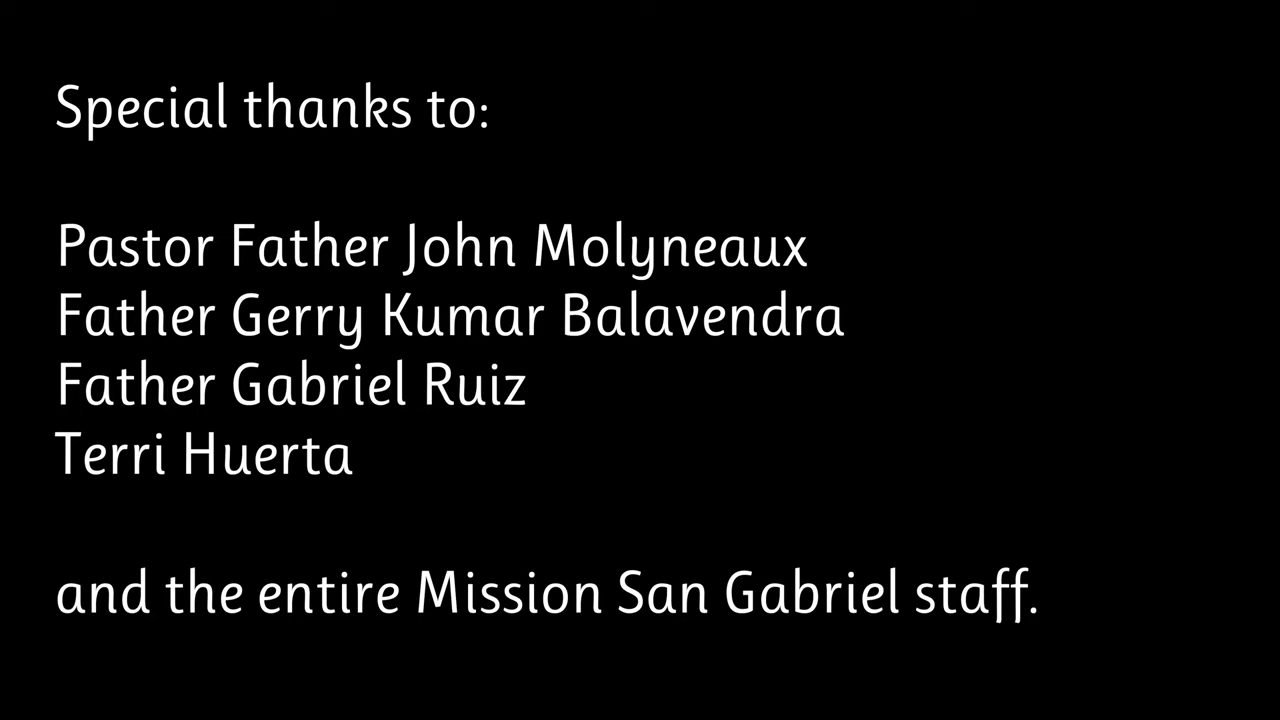 Special thanks to:
Pastor Father John Molyneaux
Father Gerry Kumar Balavendra
Father Gabriel Ruiz
Terri Huerta
and the entire Mission San Gabriel staff.